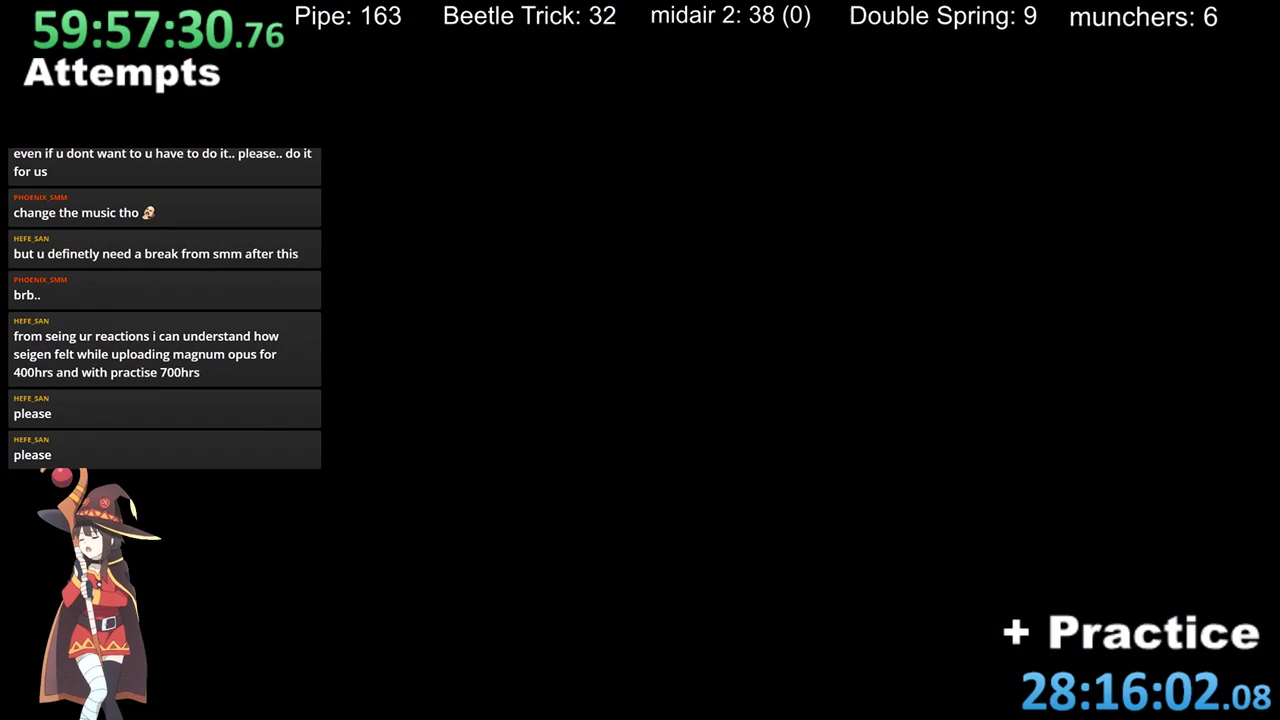 59:57:30.76
Pipe: 163
Beetle Trick: 32
midair 2: 38 (0)
Double Spring: 9
munchers: 6
Attempts
even if u dont want to u have to do it.. please.. do it
for us
PHOENIX_SMM
change the music tho
HEFE_SAN
but u definetly need a break from smm after this
PHOENIX_SMM
brb..
HEFE_SAN
from seing ur reactions i can understand how
seigen felt while uploading magnum opus for
400hrs and with practise 700hrs
HEFE_SAN
please
HEFE_SAN
please
+ Practice
28:16:02.08